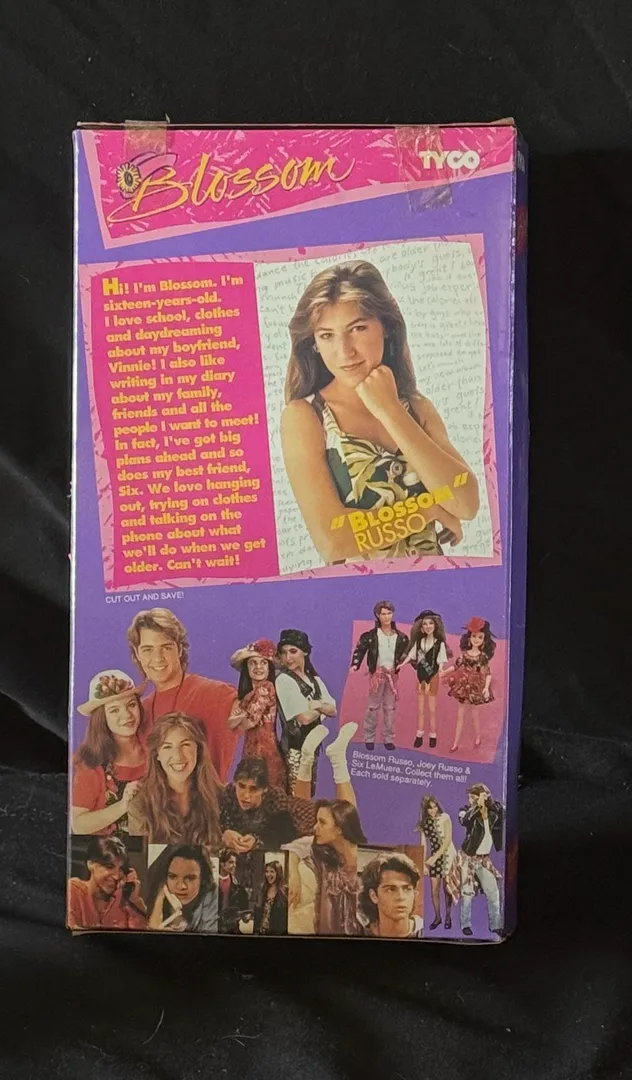 Blossom
TYCO
Hi! I'm Blossom. I'm
sixteen-years-old.
I love school, clothes
and daydreaming
about my boyfriend,
Vinnie! I also like
writing in my diary
about my family,
friends and all the
people I want to meet!
In fact, I've got big
plans ahead and so
does my best friend,
Six. We love hanging
out, trying on clothes
and talking on the
phone about what
we'll do when we get
older. Can't wait!
"BLOSSOM"
RUSSO
CUT OUT AND SAVE!
Blossom Russo, Joey Russo &
Six LeMuere. Collect them all!
Each sold separately.